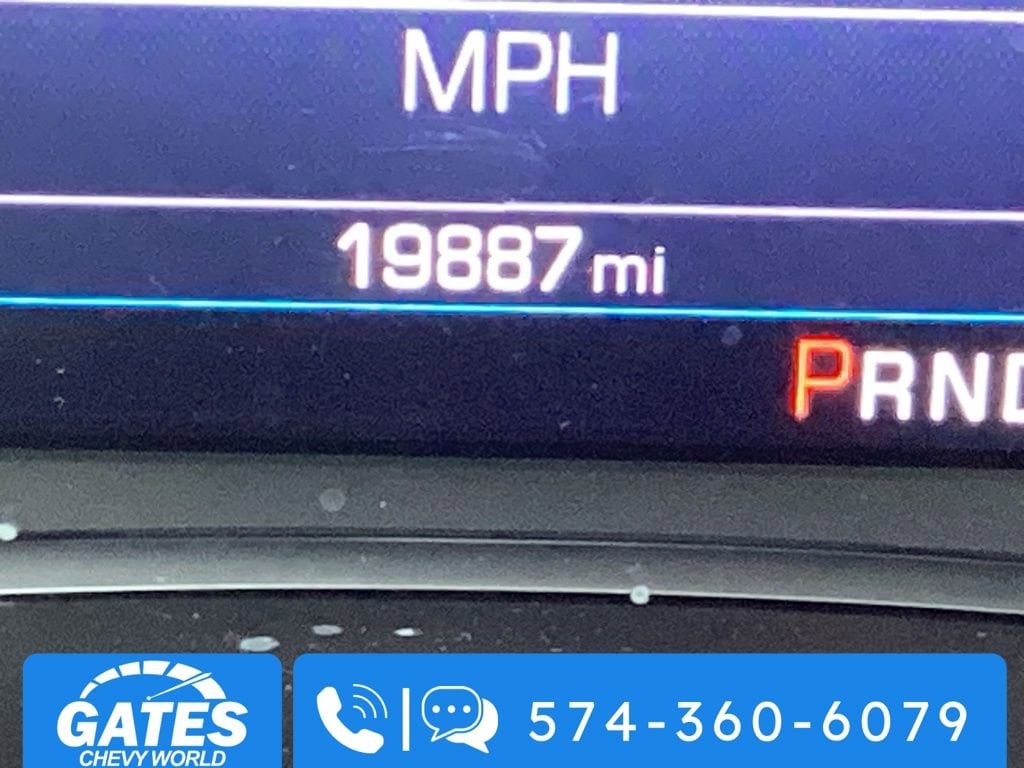 MPH
19887 mi
PRND
GATES
CHEVY WORLD
574-360-6079